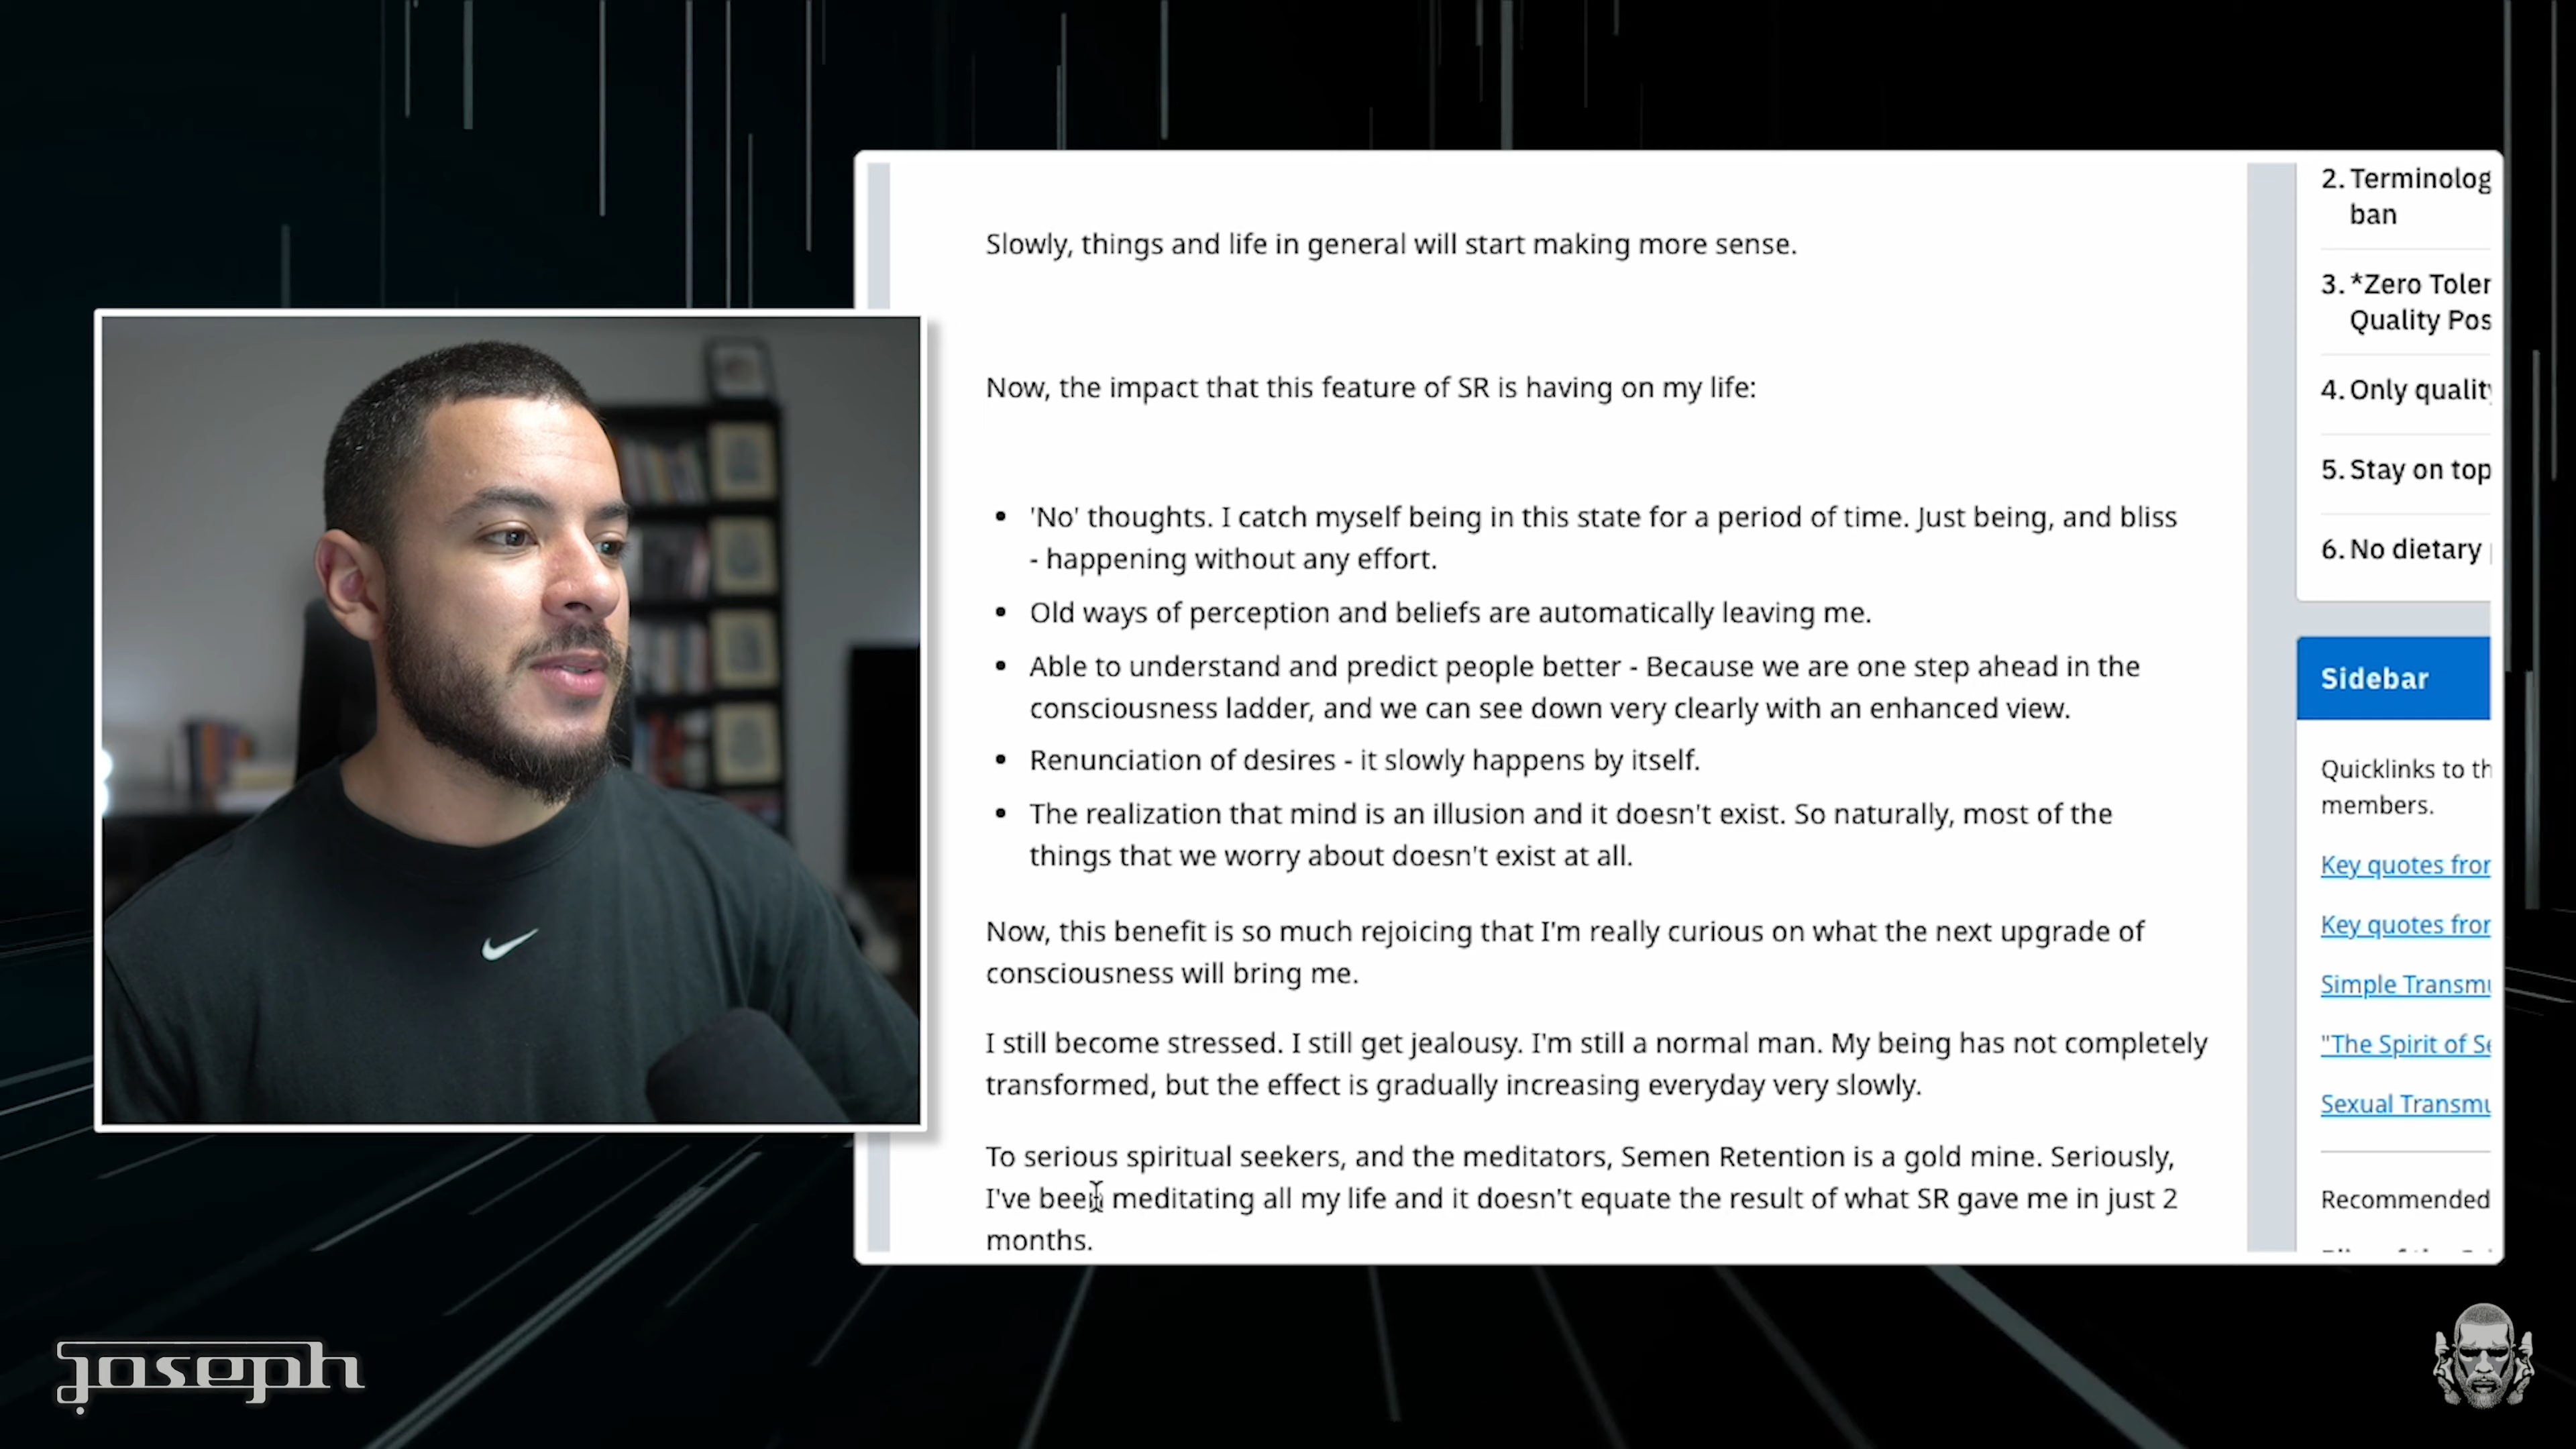 Slowly, things and life in general will start making more sense.
Now, the impact that this feature of SR is having on my life:
• 'No' thoughts. I catch myself being in this state for a period of time. Just being, and bliss
- happening without any effort.
• Old ways of perception and beliefs are automatically leaving me.
• Able to understand and predict people better - Because we are one step ahead in the
consciousness ladder, and we can see down very clearly with an enhanced view.
• Renunciation of desires - it slowly happens by itself.
• The realization that mind is an illusion and it doesn't exist. So naturally, most of the
things that we worry about doesn't exist at all.
Now, this benefit is so much rejoicing that I'm really curious on what the next upgrade of
consciousness will bring me.
I still become stressed. I still get jealousy. I'm still a normal man. My being has not completely
transformed, but the effect is gradually increasing everyday very slowly.
To serious spiritual seekers, and the meditators, Semen Retention is a gold mine. Seriously,
I've been meditating all my life and it doesn't equate the result of what SR gave me in just 2
months.
2. Terminolog
ban
3. *Zero Toler
Quality Pos
4. Only quality
5. Stay on top
6. No dietary
Sidebar
Quicklinks to th
members.
Key quotes fror
Key quotes fror
Simple Transmu
"The Spirit of Se
Sexual Transmu
Recommended
joseph